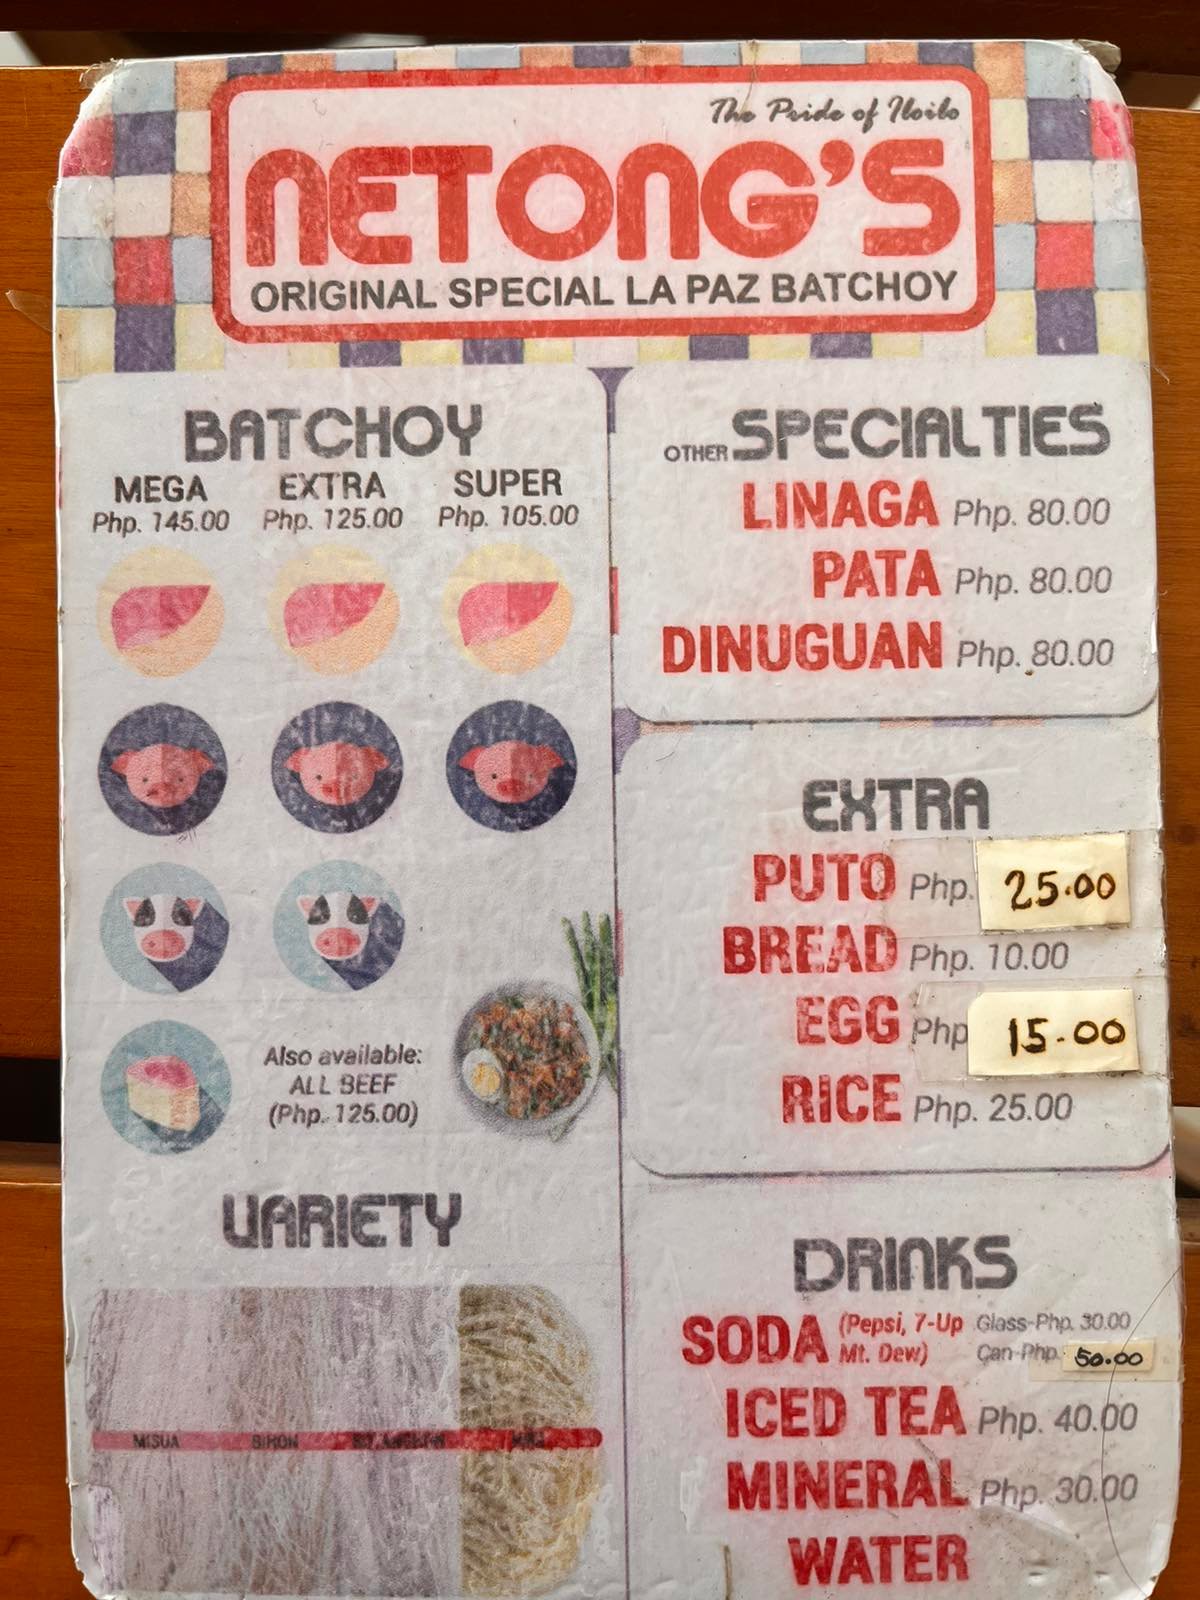 The Pride of Iloilo
NETONG'S
ORIGINAL SPECIAL LA PAZ BATCHOY
BATCHOY
MEGA EXTRA SUPER
Php. 145.00 Php. 125.00 Php. 105.00
Also available:
ALL BEEF
(Php. 125.00)
VARIETY
MISUA BIHON
OTHER SPECIALTIES
LINAGA Php. 80.00
PATA Php. 80.00
DINUGUAN Php. 80.00
EXTRA
PUTO Php. 25.00
BREAD Php. 10.00
EGG Php 15.00
RICE Php. 25.00
DRINKS
SODA (Pepsi, 7-Up Glass-Php. 30.00
Mt. Dew) Can-Php. 50.00
ICED TEA Php. 40.00
MINERAL Php. 30.00
WATER